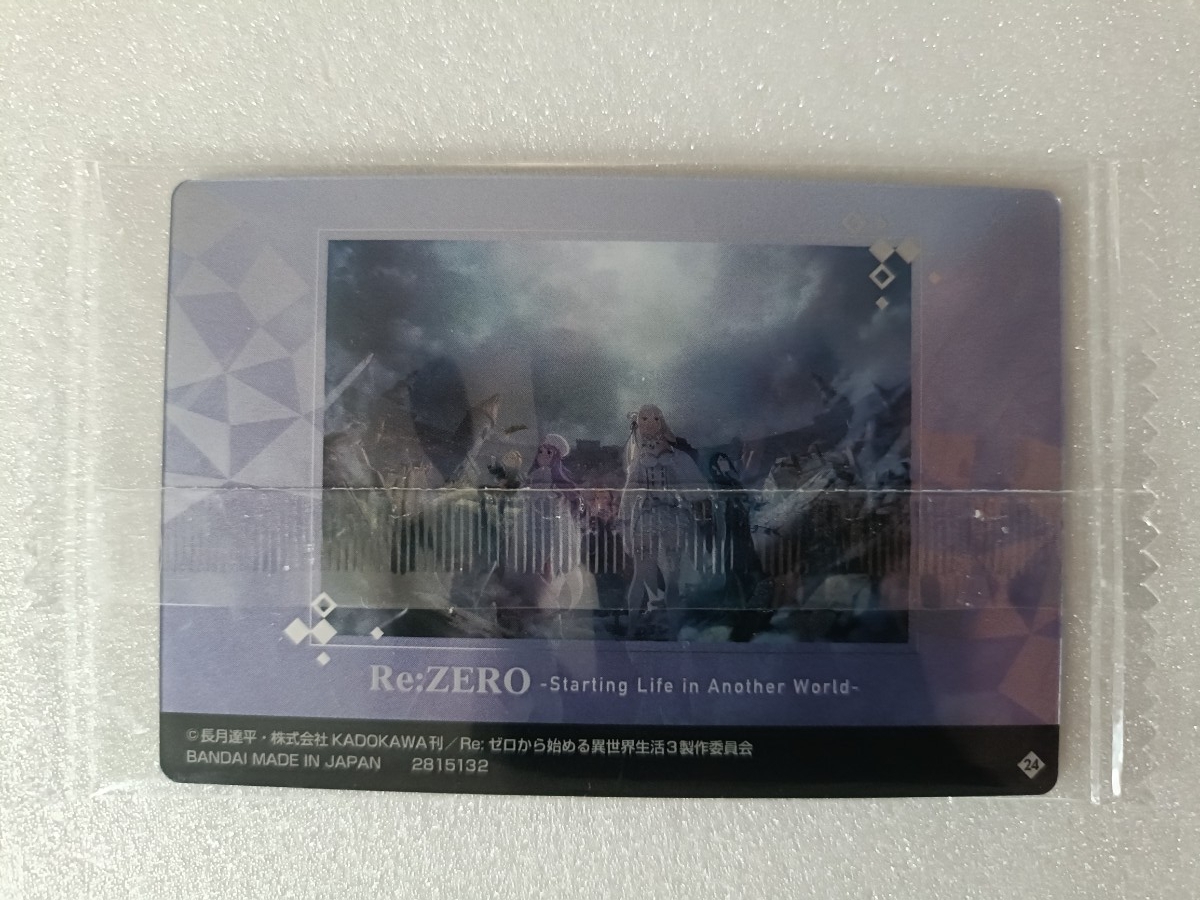 Re:ZERO -Starting Life in Another World-
©長月達平・株式会社KADOKAWA刊／Re: ゼロから始める異世界生活3製作委員会
BANDAI MADE IN JAPAN 2815132
24